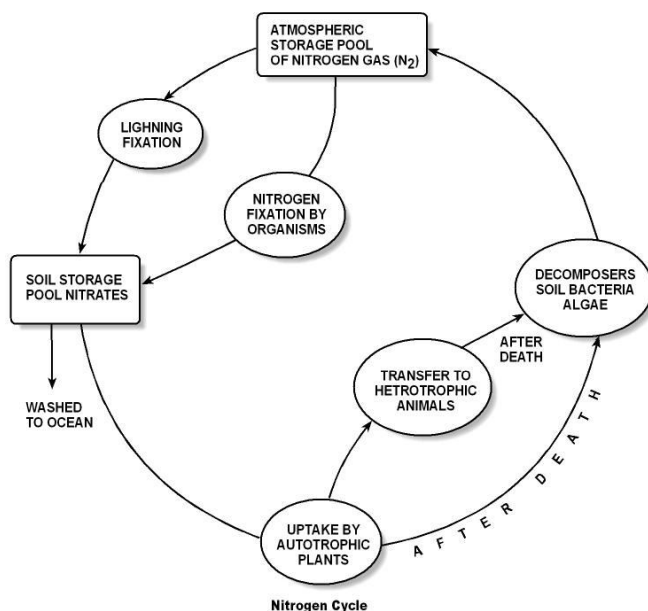 ATMOSPHERIC
STORAGE POOL
OF NITROGEN GAS (N₂)
LIGHNING
FIXATION
NITROGEN
FIXATION BY
ORGANISMS
SOIL STORAGE
POOL NITRATES
DECOMPOSERS
SOIL BACTERIA
ALGAE
AFTER
DEATH
TRANSFER TO
HETROTROPHIC
ANIMALS
WASHED
TO OCEAN
UPTAKE BY
AUTOTROPHIC
PLANTS
AFTER DEATH
Nitrogen Cycle